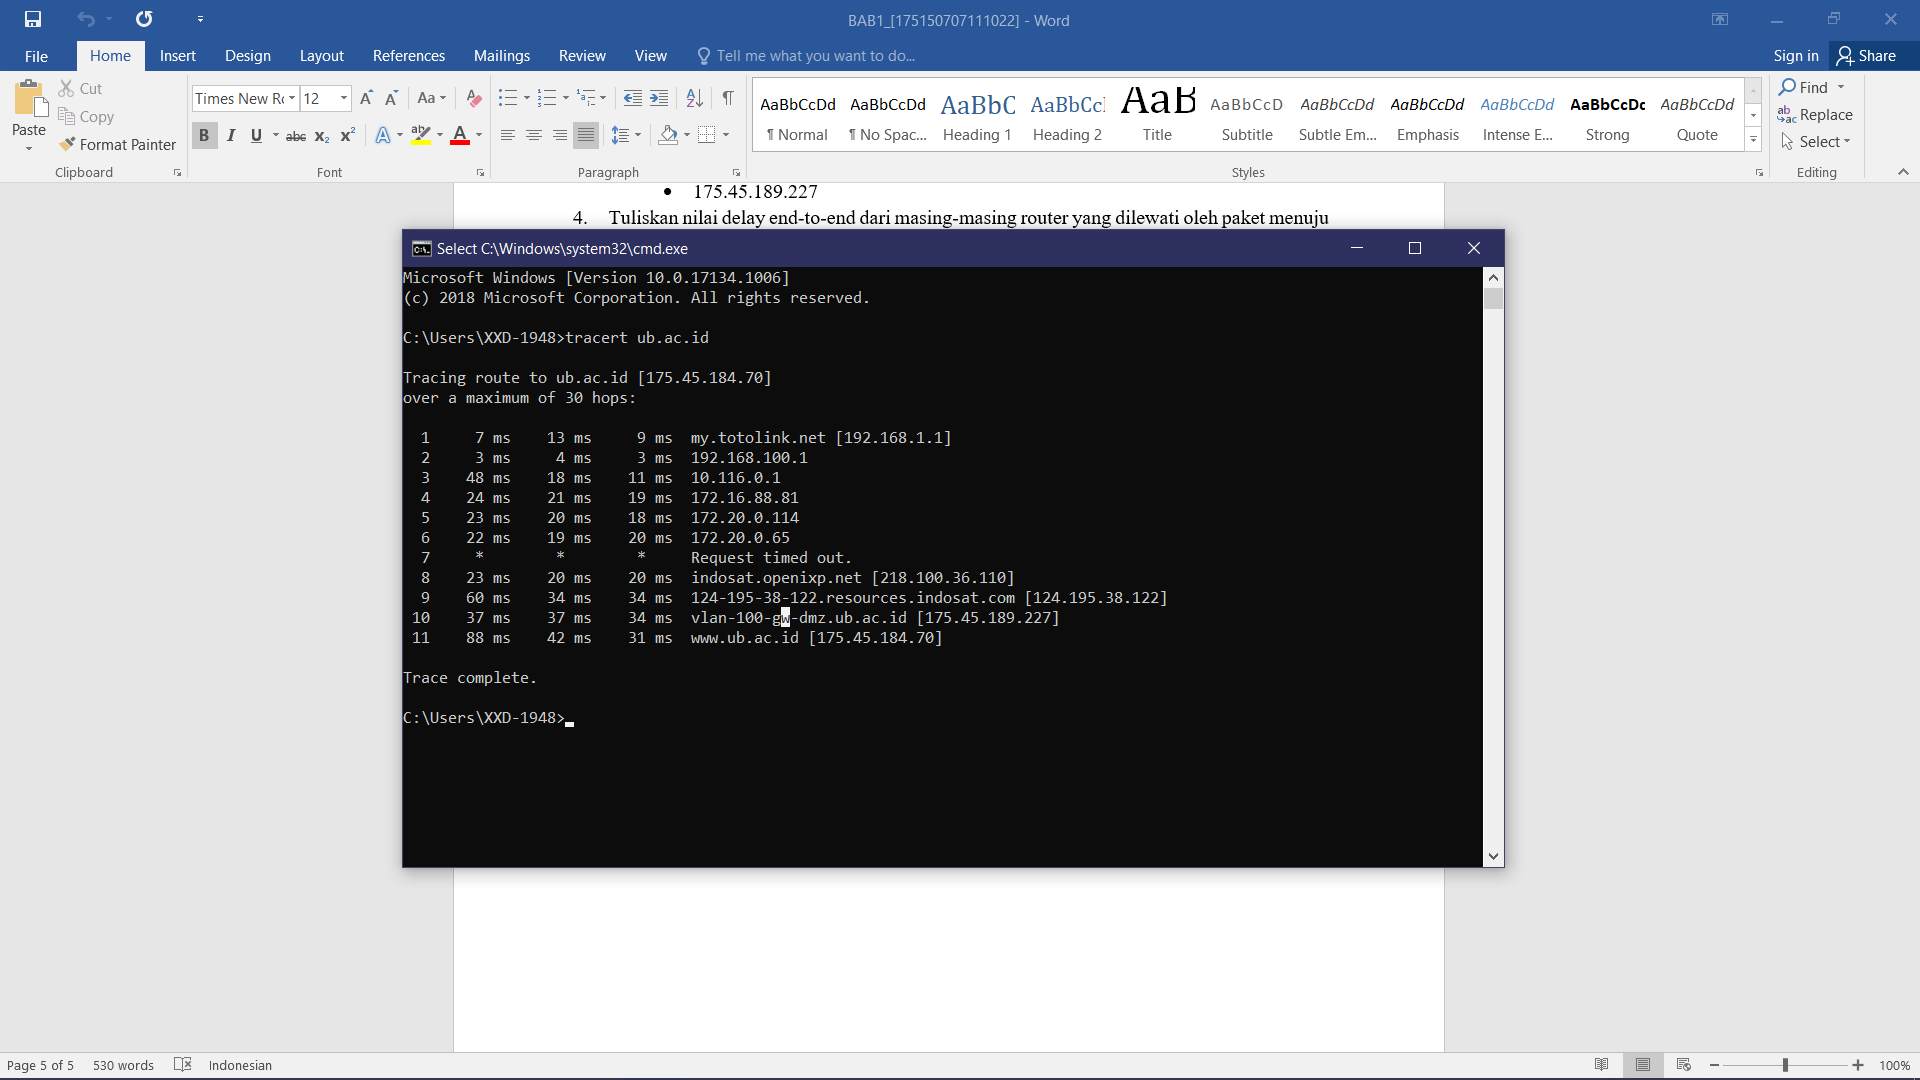 BAB1_[175150707111022] - Word
File Home Insert Design Layout References Mailings Review View Tell me what you want to do... Sign in Share
Paste
Cut
Copy
Format Painter
Clipboard
Times New Ro 12
Aa
B I U abc x₂ x² A ab A
Font
Paragraph
AaBbCcDd AaBbCcDd AaBbC AaBbCcI AaB AaBbCcD AaBbCcDd AaBbCcDd AaBbCcDd AaBbCcDc AaBbCcDd
¶ Normal ¶ No Spac... Heading 1 Heading 2 Title Subtitle Subtle Em... Emphasis Intense E... Strong Quote
Styles
Find
Replace
Select
Editing
• 175.45.189.227
4. Tuliskan nilai delay end-to-end dari masing-masing router yang dilewati oleh paket menuju
Select C:\Windows\system32\cmd.exe
Microsoft Windows [Version 10.0.17134.1006]
(c) 2018 Microsoft Corporation. All rights reserved.
C:\Users\XXD-1948>tracert ub.ac.id
Tracing route to ub.ac.id [175.45.184.70]
over a maximum of 30 hops:
1 7 ms 13 ms 9 ms my.totolink.net [192.168.1.1]
2 3 ms 4 ms 3 ms 192.168.100.1
3 48 ms 18 ms 11 ms 10.116.0.1
4 24 ms 21 ms 19 ms 172.16.88.81
5 23 ms 20 ms 18 ms 172.20.0.114
6 22 ms 19 ms 20 ms 172.20.0.65
7 * * * Request timed out.
8 23 ms 20 ms 20 ms indosat.openixp.net [218.100.36.110]
9 60 ms 34 ms 34 ms 124-195-38-122.resources.indosat.com [124.195.38.122]
10 37 ms 37 ms 34 ms vlan-100-gw-dmz.ub.ac.id [175.45.189.227]
11 88 ms 42 ms 31 ms www.ub.ac.id [175.45.184.70]
Trace complete.
C:\Users\XXD-1948>
Page 5 of 5 530 words Indonesian 100%